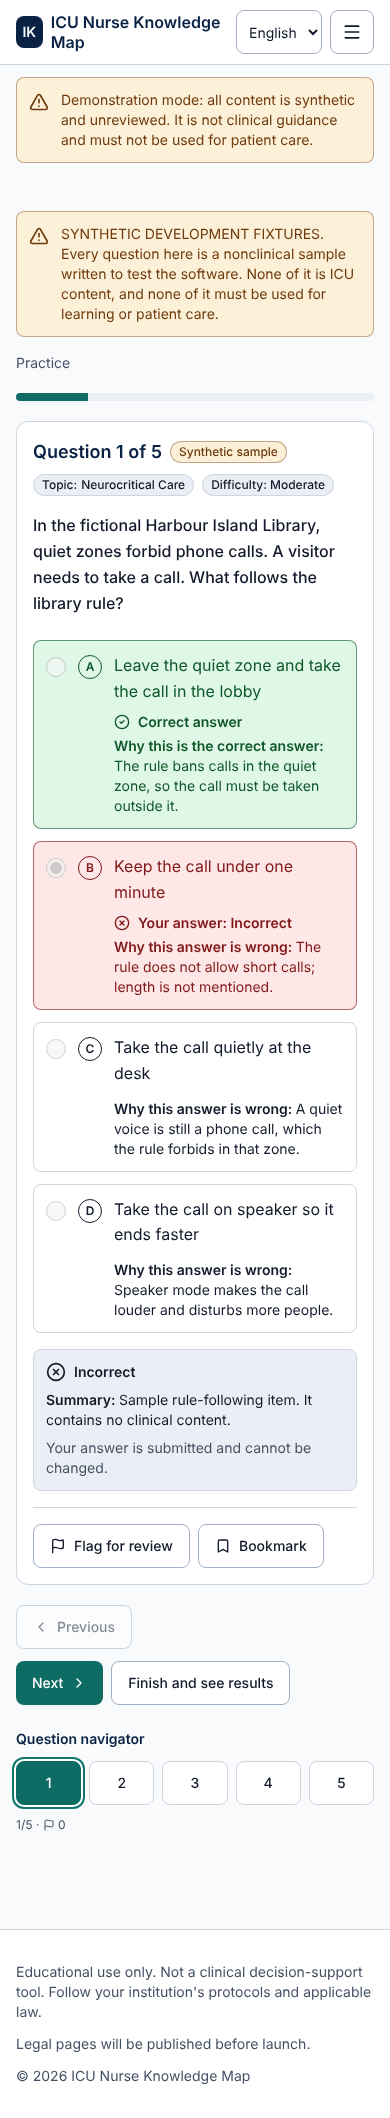 IK
ICU Nurse Knowledge
Map
English
Demonstration mode: all content is synthetic
and unreviewed. It is not clinical guidance
and must not be used for patient care.
SYNTHETIC DEVELOPMENT FIXTURES.
Every question here is a nonclinical sample
written to test the software. None of it is ICU
content, and none of it must be used for
learning or patient care.
Practice
Question 1 of 5
Synthetic sample
Topic: Neurocritical Care
Difficulty: Moderate
In the fictional Harbour Island Library,
quiet zones forbid phone calls. A visitor
needs to take a call. What follows the
library rule?
A
Leave the quiet zone and take
the call in the lobby
Correct answer
Why this is the correct answer:
The rule bans calls in the quiet
zone, so the call must be taken
outside it.
B
Keep the call under one
minute
Your answer: Incorrect
Why this answer is wrong: The
rule does not allow short calls;
length is not mentioned.
C
Take the call quietly at the
desk
Why this answer is wrong: A quiet
voice is still a phone call, which
the rule forbids in that zone.
D
Take the call on speaker so it
ends faster
Why this answer is wrong:
Speaker mode makes the call
louder and disturbs more people.
Incorrect
Summary: Sample rule-following item. It
contains no clinical content.
Your answer is submitted and cannot be
changed.
Flag for review
Bookmark
Previous
Next
Finish and see results
Question navigator
1
2
3
4
5
1/5 · 0
Educational use only. Not a clinical decision-support
tool. Follow your institution's protocols and applicable
law.
Legal pages will be published before launch.
© 2026 ICU Nurse Knowledge Map